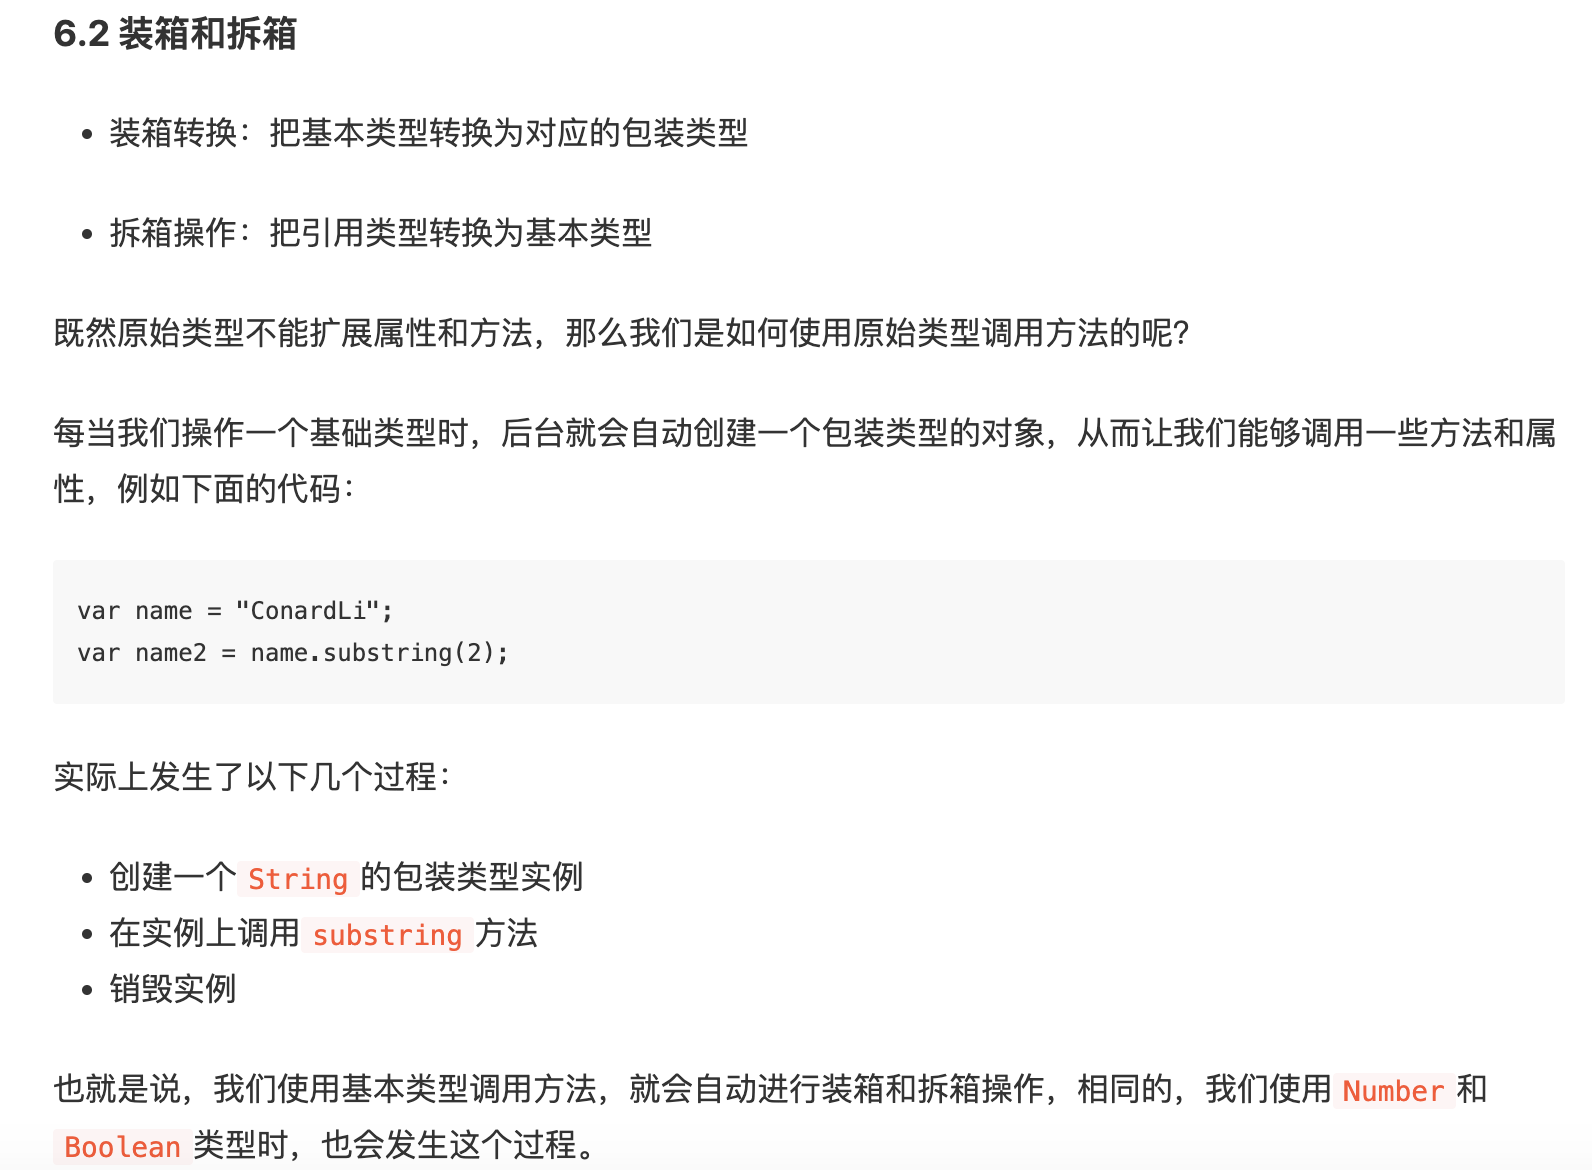 6.2 装箱和拆箱
• 装箱转换：把基本类型转换为对应的包装类型
• 拆箱操作：把引用类型转换为基本类型
既然原始类型不能扩展属性和方法，那么我们是如何使用原始类型调用方法的呢？
每当我们操作一个基础类型时，后台就会自动创建一个包装类型的对象，从而让我们能够调用一些方法和属
性，例如下面的代码：
var name = "ConardLi";
var name2 = name.substring(2);
实际上发生了以下几个过程：
• 创建一个 String 的包装类型实例
• 在实例上调用 substring 方法
• 销毁实例
也就是说，我们使用基本类型调用方法，就会自动进行装箱和拆箱操作，相同的，我们使用 Number 和
Boolean 类型时，也会发生这个过程。